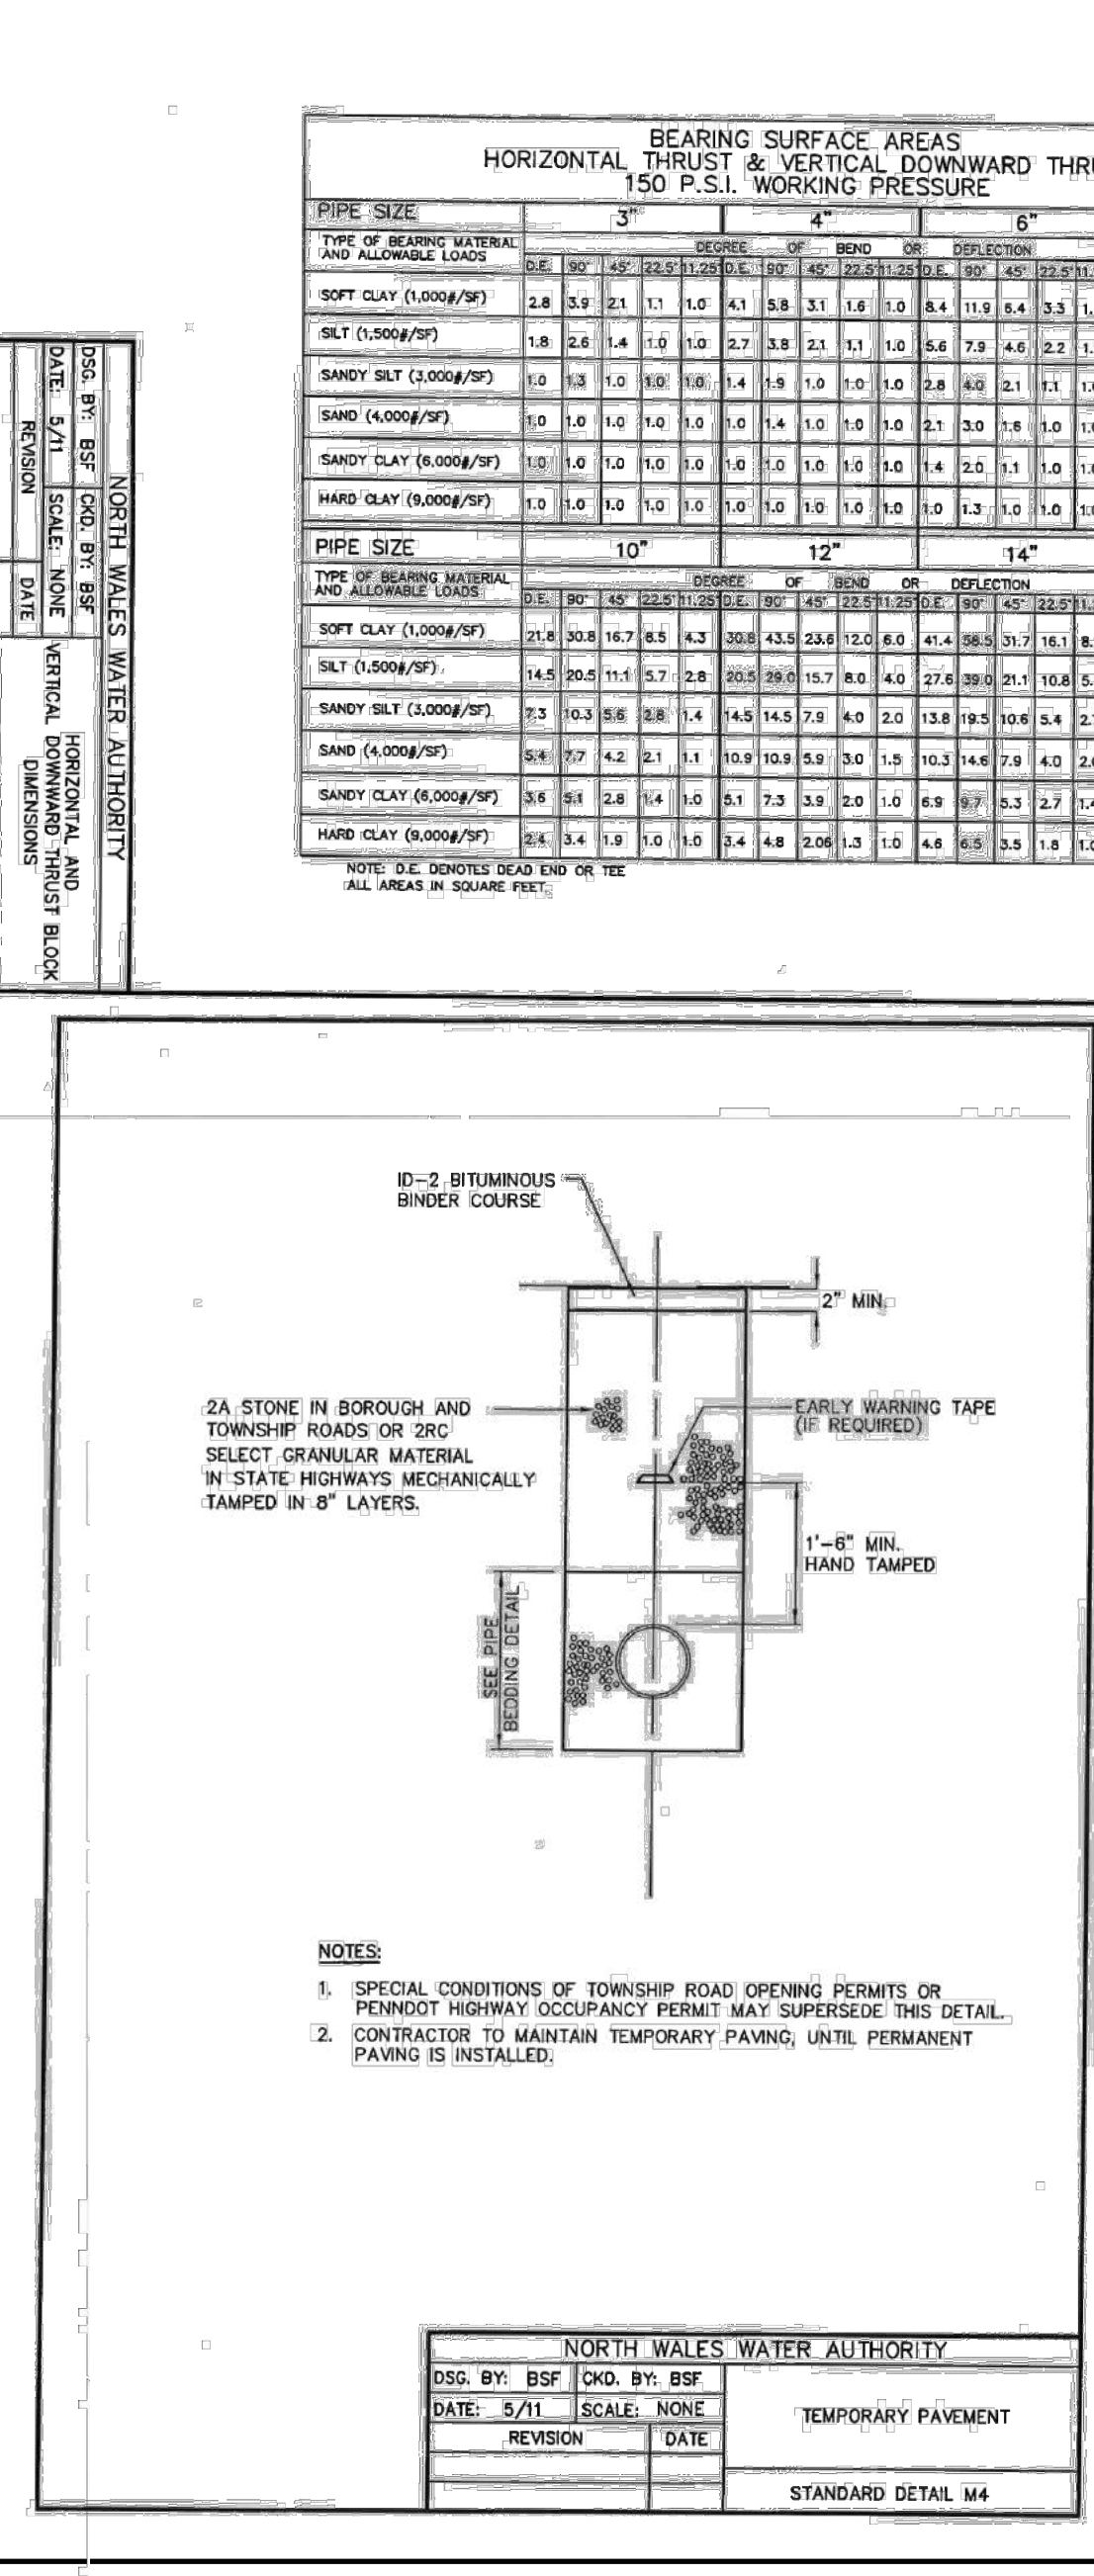 BEARING SURFACE AREAS
HORIZONTAL THRUST & VERTICAL DOWNWARD THR
150 P.S.I. WORKING PRESSURE
PIPE SIZE 3" 4" 6"
TYPE OF BEARING MATERIAL AND ALLOWABLE LOADS DEGREE OF BEND OR DEFLECTION
D.E. 90° 45° 22.5° 11.25° D.E. 90° 45° 22.5° 11.25° D.E. 90° 45° 22.5° 11.
SOFT CLAY (1,000#/SF) 2.8 3.9 2.1 1.1 1.0 4.1 5.8 3.1 1.6 1.0 8.4 11.9 6.4 3.3 1.
SILT (1,500#/SF) 1.8 2.6 1.4 1.0 1.0 2.7 3.8 2.1 1.1 1.0 5.6 7.9 4.6 2.2 1.
SANDY SILT (3,000#/SF) 1.0 1.3 1.0 1.0 1.0 1.4 1.9 1.0 1.0 1.0 2.8 4.0 2.1 1.1 1.
SAND (4,000#/SF) 1.0 1.0 1.0 1.0 1.0 1.0 1.4 1.0 1.0 1.0 2.1 3.0 1.6 1.0 1.
SANDY CLAY (6,000#/SF) 1.0 1.0 1.0 1.0 1.0 1.0 1.0 1.0 1.0 1.0 1.4 2.0 1.1 1.0 1.
HARD CLAY (9,000#/SF) 1.0 1.0 1.0 1.0 1.0 1.0 1.0 1.0 1.0 1.0 1.0 1.3 1.0 1.0 1.
PIPE SIZE 10" 12" 14"
TYPE OF BEARING MATERIAL AND ALLOWABLE LOADS DEGREE OF BEND OR DEFLECTION
D.E. 90° 45° 22.5° 11.25° D.E. 90° 45° 22.5° 11.25° D.E. 90° 45° 22.5° 11.
SOFT CLAY (1,000#/SF) 21.8 30.8 16.7 8.5 4.3 30.8 43.5 23.6 12.0 6.0 41.4 58.5 31.7 16.1 8.
SILT (1,500#/SF) 14.5 20.5 11.1 5.7 2.8 20.5 29.0 15.7 8.0 4.0 27.6 39.0 21.1 10.8 5.
SANDY SILT (3,000#/SF) 7.3 10.3 5.6 2.8 1.4 14.5 14.5 7.9 4.0 2.0 13.8 19.5 10.6 5.4 2.
SAND (4,000#/SF) 5.4 7.7 4.2 2.1 1.1 10.9 10.9 5.9 3.0 1.5 10.3 14.6 7.9 4.0 2.
SANDY CLAY (6,000#/SF) 3.6 5.1 2.8 1.4 1.0 5.1 7.3 3.9 2.0 1.0 6.9 9.7 5.3 2.7 1.4
HARD CLAY (9,000#/SF) 2.4 3.4 1.9 1.0 1.0 3.4 4.8 2.06 1.3 1.0 4.6 6.5 3.5 1.8 1.
NOTE: D.E. DENOTES DEAD END OR TEE
ALL AREAS IN SQUARE FEET.
NORTH WALES WATER AUTHORITY
DSG. BY: BSF CKD. BY: BSF
DATE: 5/11 SCALE: NONE
REVISION DATE
HORIZONTAL AND
VERTICAL DOWNWARD THRUST BLOCK
DIMENSIONS
ID-2 BITUMINOUS
BINDER COURSE
2" MIN.
2A STONE IN BOROUGH AND
TOWNSHIP ROADS OR 2RC
SELECT GRANULAR MATERIAL
IN STATE HIGHWAYS MECHANICALLY
TAMPED IN 8" LAYERS.
EARLY WARNING TAPE
(IF REQUIRED)
1'-6" MIN.
HAND TAMPED
SEE PIPE
BEDDING DETAIL
NOTES:
1. SPECIAL CONDITIONS OF TOWNSHIP ROAD OPENING PERMITS OR
PENNDOT HIGHWAY OCCUPANCY PERMIT MAY SUPERSEDE THIS DETAIL.
2. CONTRACTOR TO MAINTAIN TEMPORARY PAVING, UNTIL PERMANENT
PAVING IS INSTALLED.
NORTH WALES WATER AUTHORITY
DSG. BY: BSF CKD. BY: BSF
DATE: 5/11 SCALE: NONE
REVISION DATE
TEMPORARY PAVEMENT
STANDARD DETAIL M4